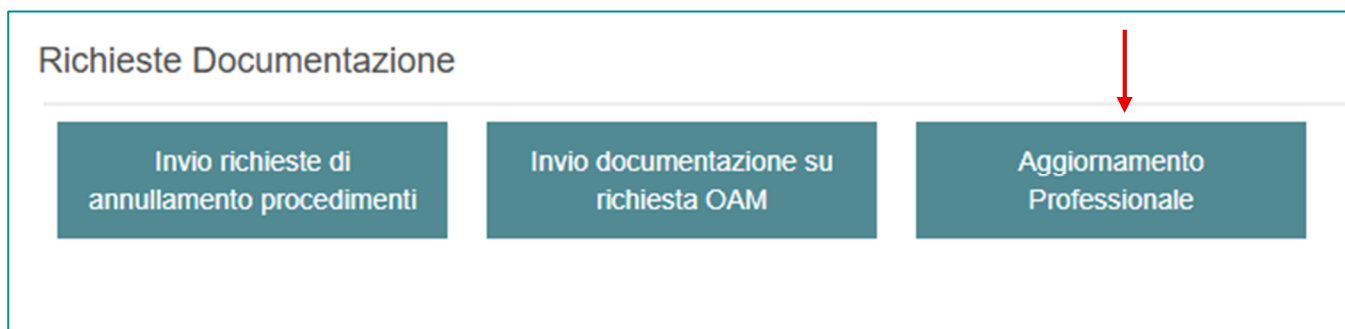 Richieste Documentazione
Invio richieste di
annullamento procedimenti
Invio documentazione su
richiesta OAM
Aggiornamento
Professionale